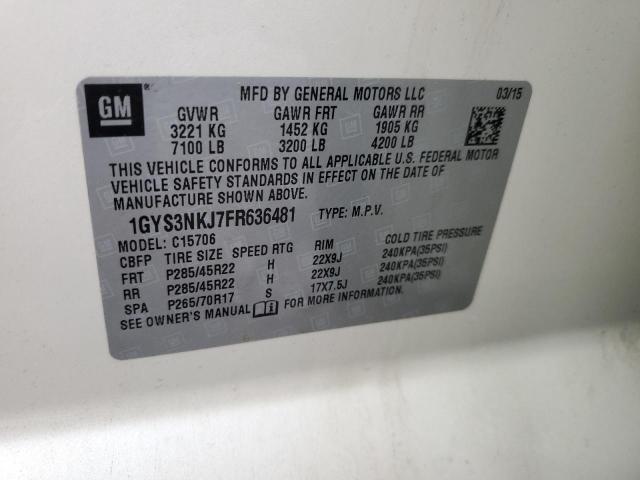 GM
MFD BY GENERAL MOTORS LLC 03/15
GVWR GAWR FRT GAWR RR
3221 KG 1452 KG 1905 KG
7100 LB 3200 LB 4200 LB
THIS VEHICLE CONFORMS TO ALL APPLICABLE U.S. FEDERAL MOTOR
VEHICLE SAFETY STANDARDS IN EFFECT ON THE DATE OF
MANUFACTURE SHOWN ABOVE.
1GYS3NKJ7FR636481 TYPE: M.P.V.
MODEL: C15706
CBFP TIRE SIZE SPEED RTG RIM COLD TIRE PRESSURE
FRT P285/45R22 H 22X9J 240KPA(35PSI)
RR P285/45R22 H 22X9J 240KPA(35PSI)
SPA P265/70R17 S 17X7.5J 240KPA(35PSI)
SEE OWNER'S MANUAL